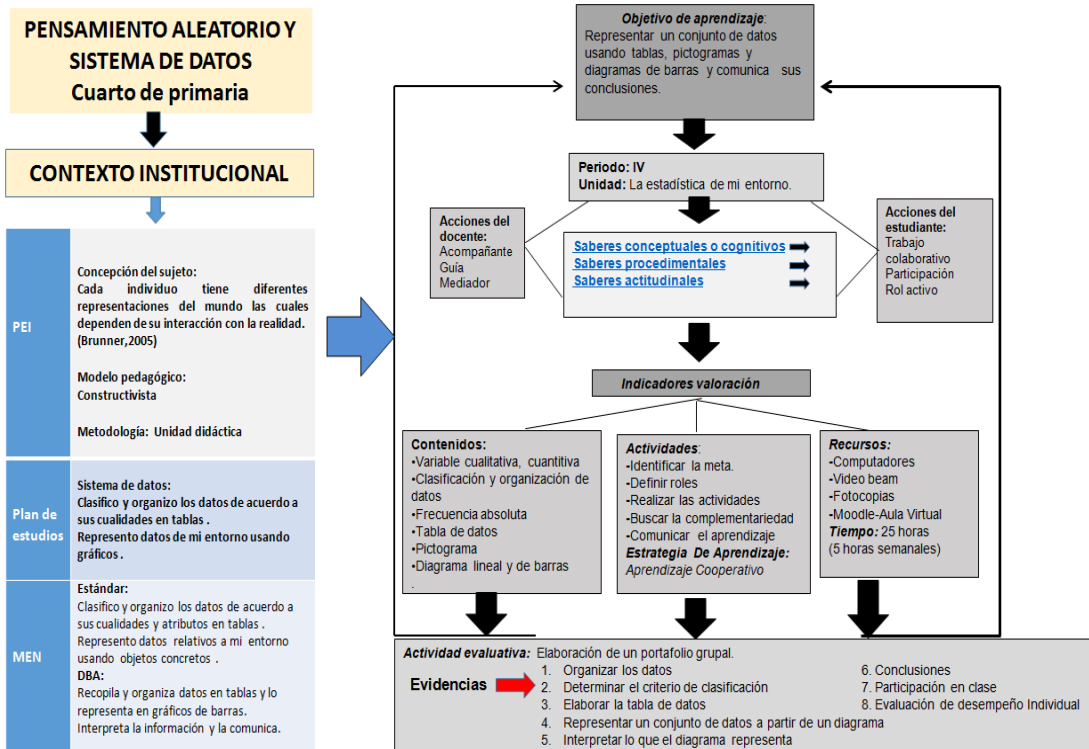 PENSAMIENTO ALEATORIO Y
SISTEMA DE DATOS
Cuarto de primaria
CONTEXTO INSTITUCIONAL
PEI
Concepción del sujeto:
Cada individuo tiene diferentes
representaciones del mundo las cuales
dependen de su interacción con la realidad.
(Brunner,2005)
Modelo pedagógico:
Constructivista
Metodología: Unidad didáctica
Plan de
estudios
Sistema de datos:
Clasifico y organizo los datos de acuerdo a
sus cualidades en tablas .
Represento datos de mi entorno usando
gráficos .
MEN
Estándar:
Clasifico y organizo los datos de acuerdo a
sus cualidades y atributos en tablas .
Represento datos relativos a mi entorno
usando objetos concretos .
DBA:
Recopila y organiza datos en tablas y lo
representa en gráficos de barras.
Interpreta la información y la comunica.
Objetivo de aprendizaje:
Representar un conjunto de datos
usando tablas, pictogramas y
diagramas de barras y comunica sus
conclusiones.
Periodo: IV
Unidad: La estadística de mi entorno.
Acciones del
docente:
Acompañante
Guía
Mediador
Saberes conceptuales o cognitivos
Saberes procedimentales
Saberes actitudinales
Acciones del
estudiante:
Trabajo
colaborativo
Participación
Rol activo
Indicadores valoración
Contenidos:
•Variable cualitativa, cuantitiva
•Clasificación y organización de
datos
•Frecuencia absoluta
•Tabla de datos
•Pictograma
•Diagrama lineal y de barras
.
Actividades:
-Identificar la meta.
-Definir roles
-Realizar las actividades
-Buscar la complementariedad
-Comunicar el aprendizaje
Estrategia De Aprendizaje:
Aprendizaje Cooperativo
Recursos:
-Computadores
-Video beam
-Fotocopias
-Moodle-Aula Virtual
Tiempo: 25 horas
(5 horas semanales)
Actividad evaluativa: Elaboración de un portafolio grupal.
Evidencias
1. Organizar los datos
2. Determinar el criterio de clasificación
3. Elaborar la tabla de datos
4. Representar un conjunto de datos a partir de un diagrama
5. Interpretar lo que el diagrama representa
6. Conclusiones
7. Participación en clase
8. Evaluación de desempeño Individual